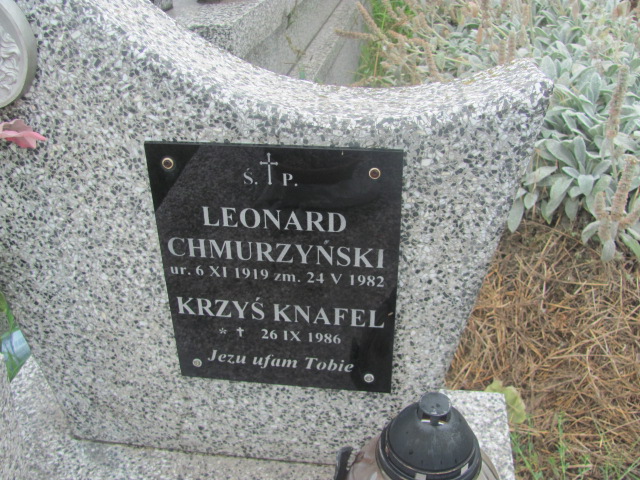 Ś. † P.
LEONARD
CHMURZYŃSKI
ur. 6 XI 1919 zm. 24 V 1982
KRZYŚ KNAFEL
* † 26 IX 1986
Jezu ufam Tobie